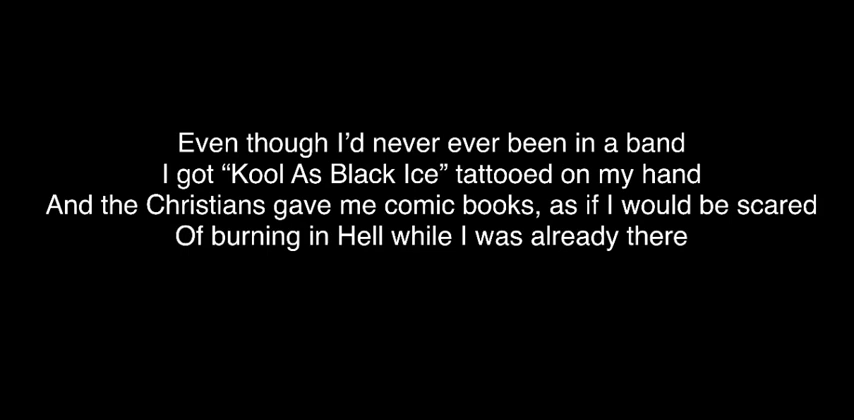 Even though I’d never ever been in a band
I got “Kool As Black Ice” tattooed on my hand
And the Christians gave me comic books, as if I would be scared
Of burning in Hell while I was already there